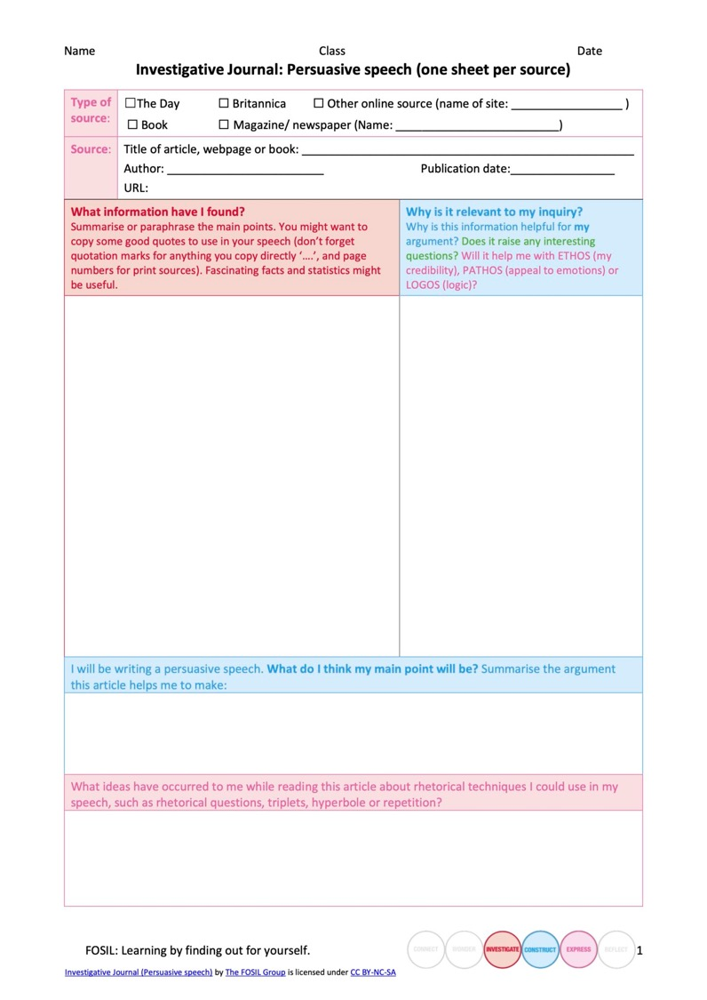 Name Class Date
Investigative Journal: Persuasive speech (one sheet per source)
Type of source:
☐The Day ☐ Britannica ☐ Other online source (name of site: _________________ )
☐ Book ☐ Magazine/ newspaper (Name: _________________________)
Source:
Title of article, webpage or book: ___________________________________________________
Author: ________________________ Publication date:________________
URL:
What information have I found?
Summarise or paraphrase the main points. You might want to
copy some good quotes to use in your speech (don’t forget
quotation marks for anything you copy directly ‘….’, and page
numbers for print sources). Fascinating facts and statistics might
be useful.
Why is it relevant to my inquiry?
Why is this information helpful for my
argument? Does it raise any interesting
questions? Will it help me with ETHOS (my
credibility), PATHOS (appeal to emotions) or
LOGOS (logic)?
I will be writing a persuasive speech. What do I think my main point will be? Summarise the argument
this article helps me to make:
What ideas have occurred to me while reading this article about rhetorical techniques I could use in my
speech, such as rhetorical questions, triplets, hyperbole or repetition?
FOSIL: Learning by finding out for yourself.
CONNECT WONDER INVESTIGATE CONSTRUCT EXPRESS REFLECT 1
Investigative Journal (Persuasive speech) by The FOSIL Group is licensed under CC BY-NC-SA